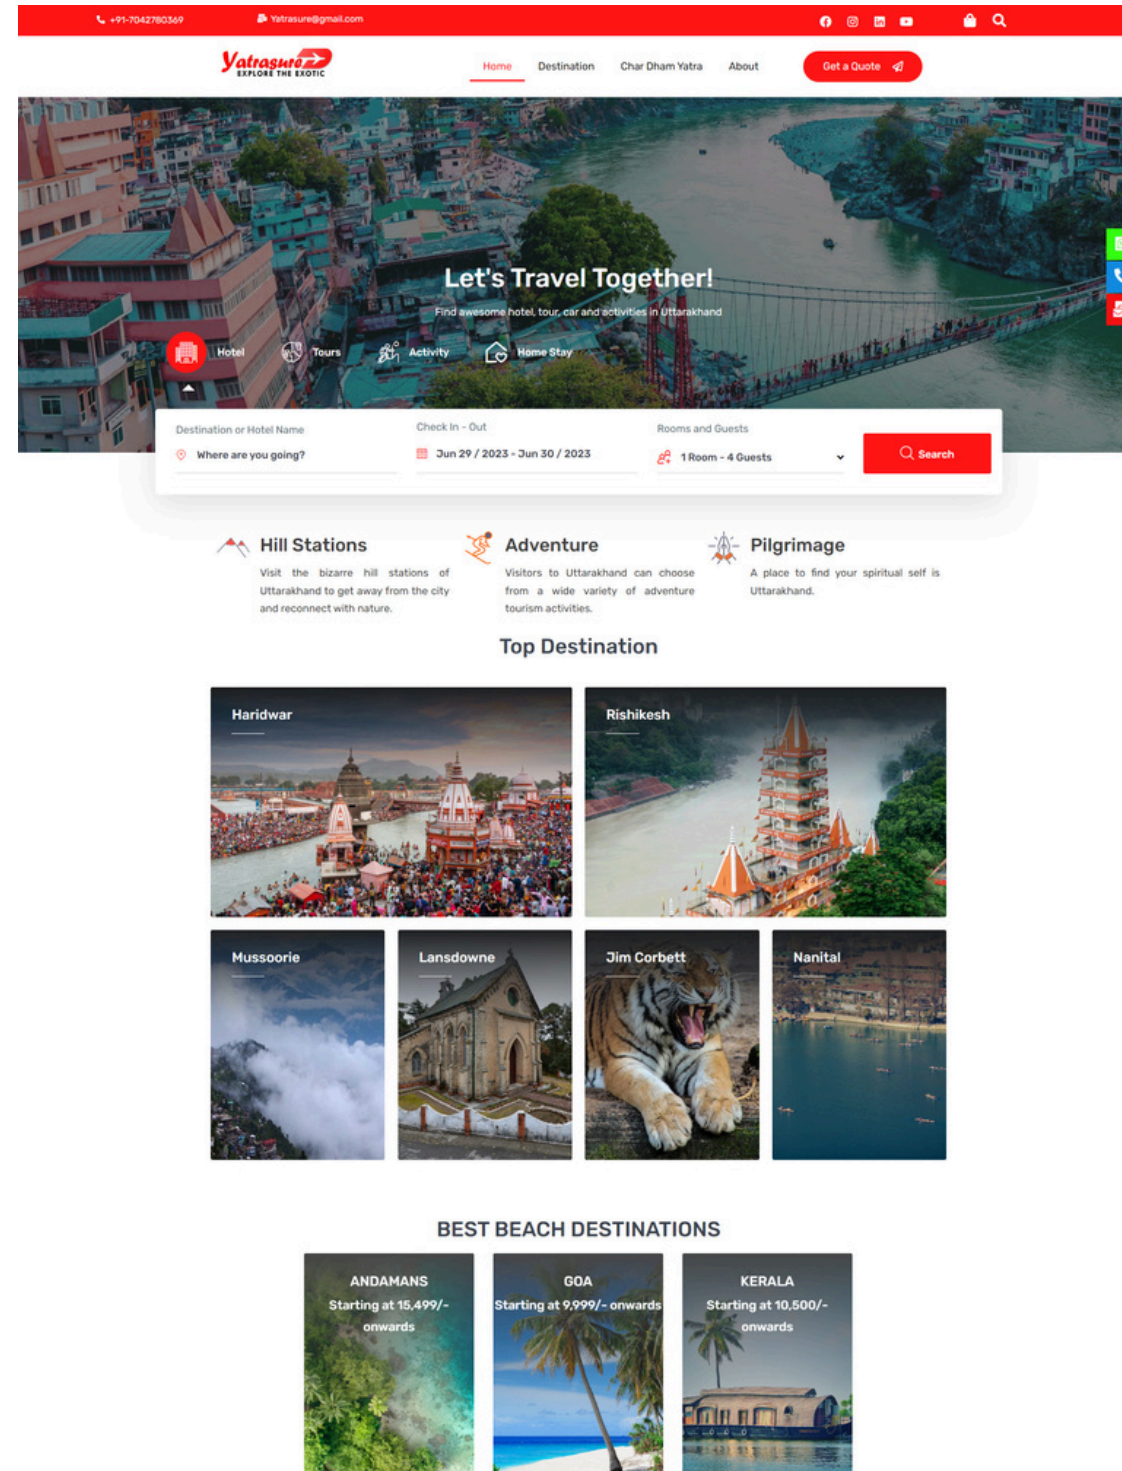 +91-7042780369
Yatrasure@gmail.com
Yatrasure
EXPLORE THE EXOTIC
Home
Destination
Char Dham Yatra
About
Get a Quote
Let's Travel Together!
Find awesome hotel, tour, car and activities in Uttarakhand
Hotel
Tours
Activity
Home Stay
Destination or Hotel Name
Where are you going?
Check In - Out
Jun 29 / 2023 - Jun 30 / 2023
Rooms and Guests
1 Room - 4 Guests
Search
Hill Stations
Visit the bizarre hill stations of
Uttarakhand to get away from the city
and reconnect with nature.
Adventure
Visitors to Uttarakhand can choose
from a wide variety of adventure
tourism activities.
Pilgrimage
A place to find your spiritual self is
Uttarakhand.
Top Destination
Haridwar
Rishikesh
Mussoorie
Lansdowne
Jim Corbett
Nanital
BEST BEACH DESTINATIONS
ANDAMANS
Starting at 15,499/-
onwards
GOA
Starting at 9,999/- onwards
KERALA
Starting at 10,500/-
onwards